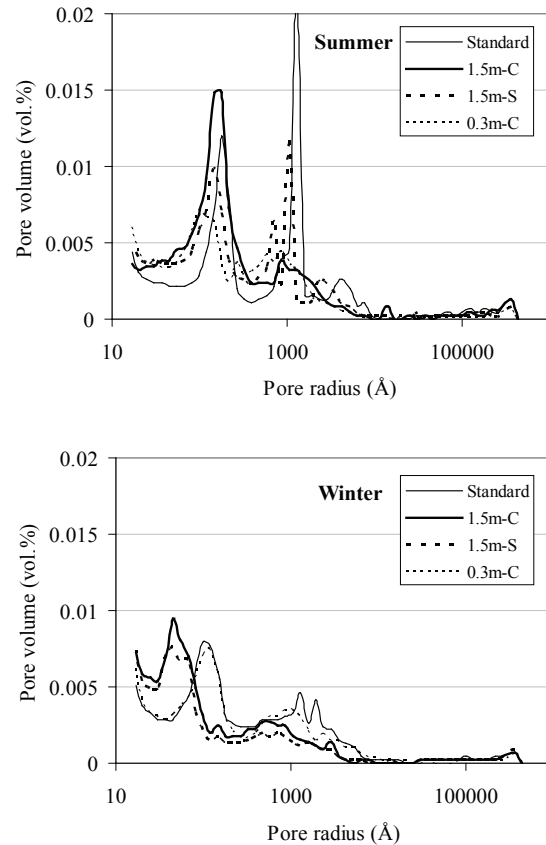 0.02
Summer
Standard
1.5m-C
1.5m-S
0.3m-C
0.015
0.01
0.005
0
Pore volume (vol.%)
10 1000 100000
Pore radius (Å)
0.02
Winter
Standard
1.5m-C
1.5m-S
0.3m-C
0.015
0.01
0.005
0
Pore volume (vol.%)
10 1000 100000
Pore radius (Å)